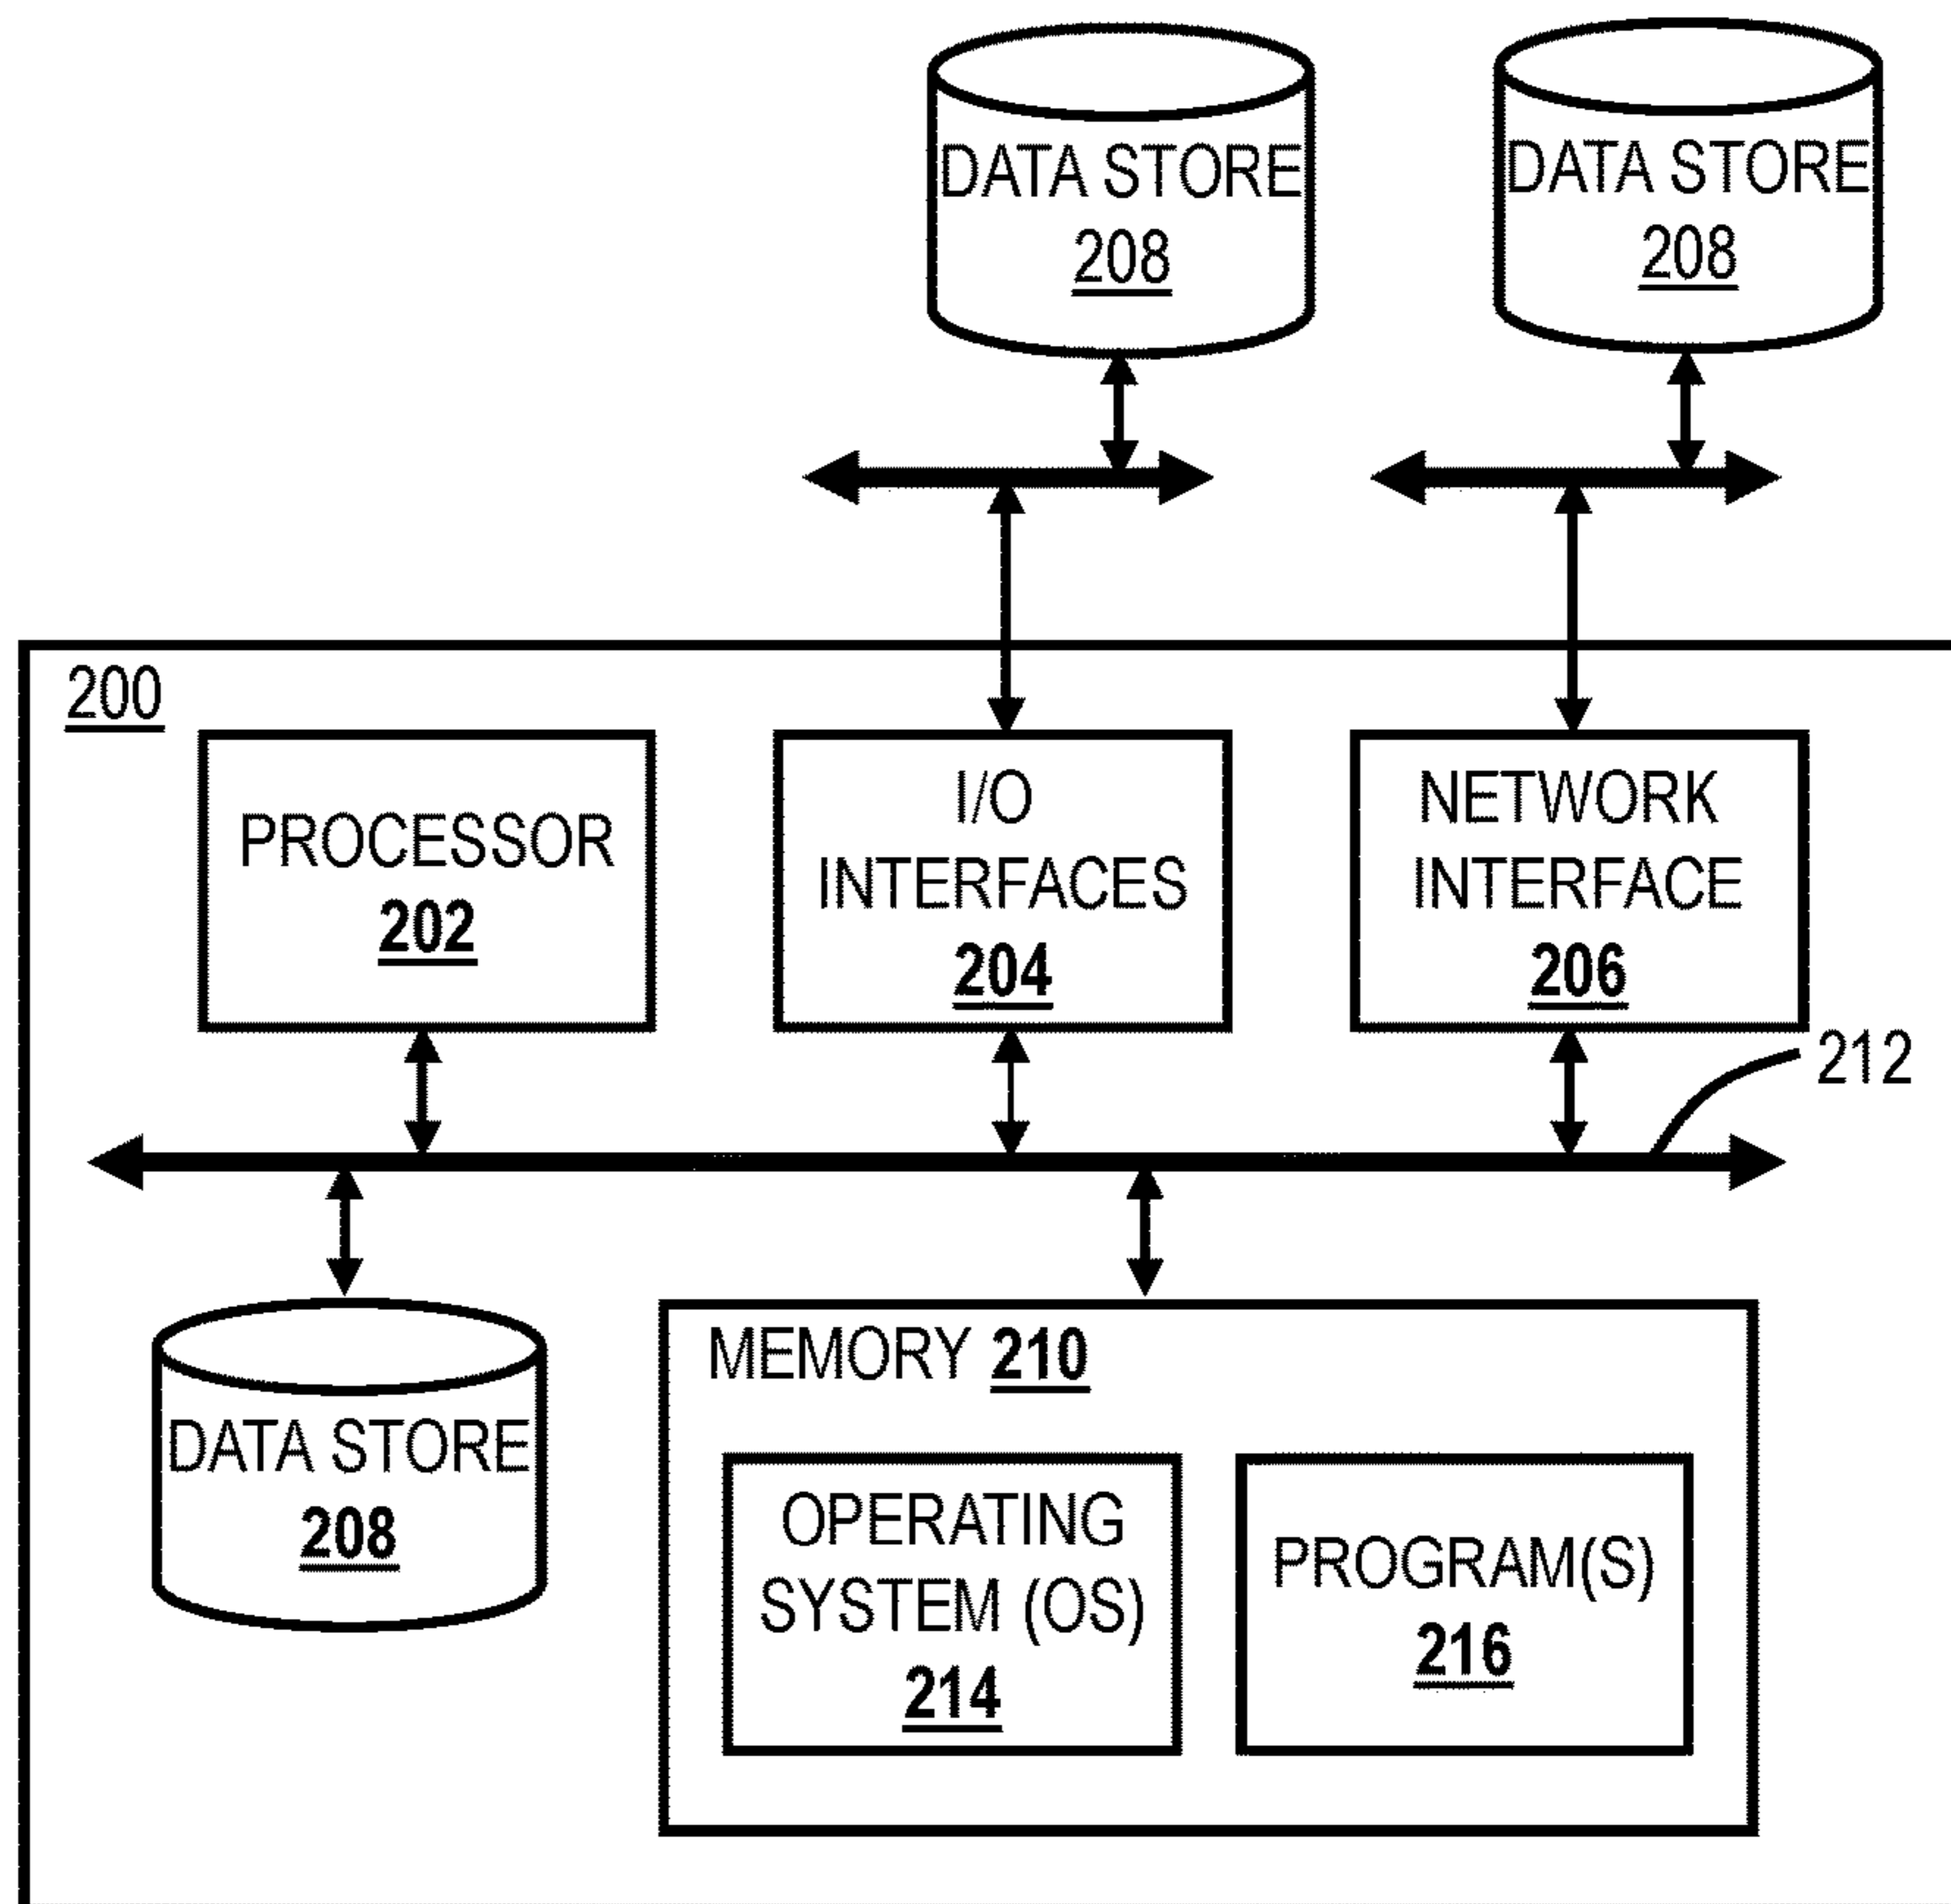 DATA STORE
208
DATA STORE
208
200
PROCESSOR
202
I/O
INTERFACES
204
NETWORK
INTERFACE
206
212
DATA STORE
208
MEMORY 210
OPERATING
SYSTEM (OS)
214
PROGRAM(S)
216